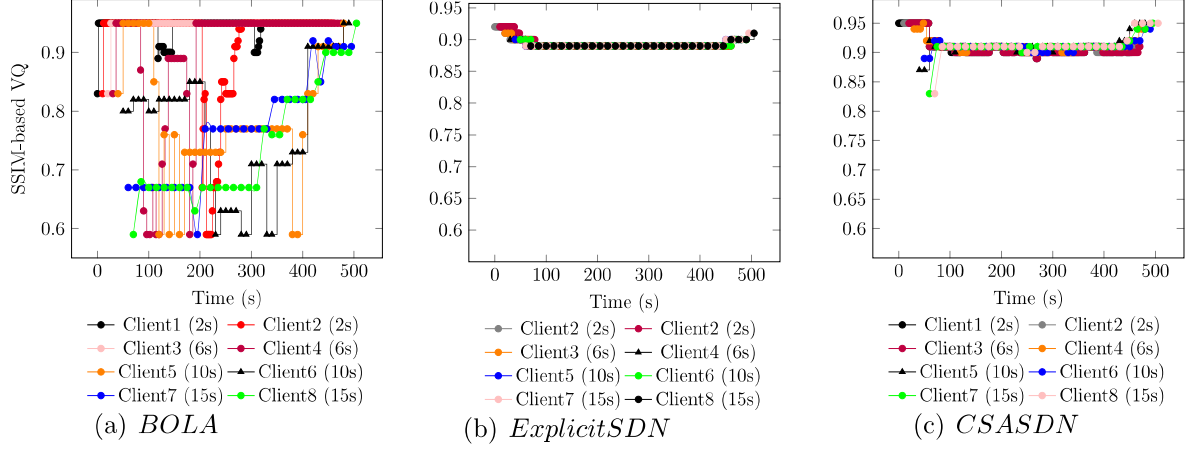 SSIM-based VQ
0.9
0.8
0.7
0.6
0 100 200 300 400 500
Time (s)
Client1 (2s) Client2 (2s)
Client3 (6s) Client4 (6s)
Client5 (10s) Client6 (10s)
Client7 (15s) Client8 (15s)
(a) BOLA
0.95
0.9
0.85
0.8
0.75
0.7
0.65
0.6
0 100 200 300 400 500
Time (s)
Client2 (2s) Client2 (2s)
Client3 (6s) Client4 (6s)
Client5 (10s) Client6 (10s)
Client7 (15s) Client8 (15s)
(b) ExplicitSDN
0.95
0.9
0.85
0.8
0.75
0.7
0.65
0.6
0 100 200 300 400 500
Time (s)
Client1 (2s) Client2 (2s)
Client3 (6s) Client4 (6s)
Client5 (10s) Client6 (10s)
Client7 (15s) Client8 (15s)
(c) CSASDN